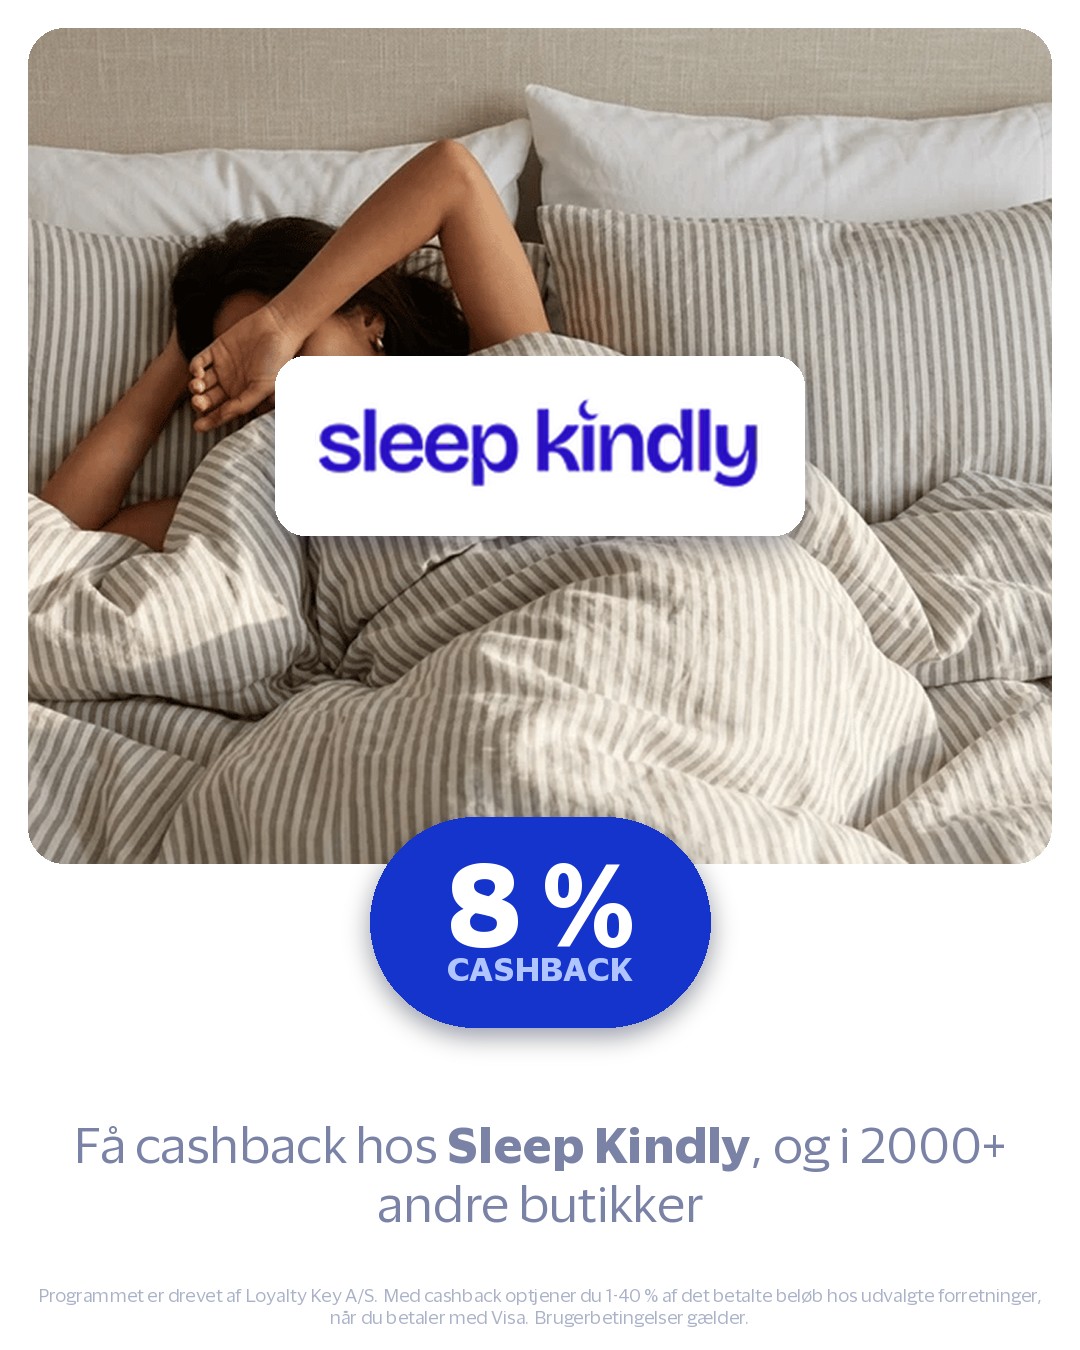 sleep kindly
8 %
CASHBACK
Få cashback hos Sleep Kindly, og i 2000+
andre butikker
Programmet er drevet af Loyalty Key A/S. Med cashback optjener du 1-40 % af det betalte beløb hos udvalgte forretninger,
når du betaler med Visa. Brugerbetingelser gælder.